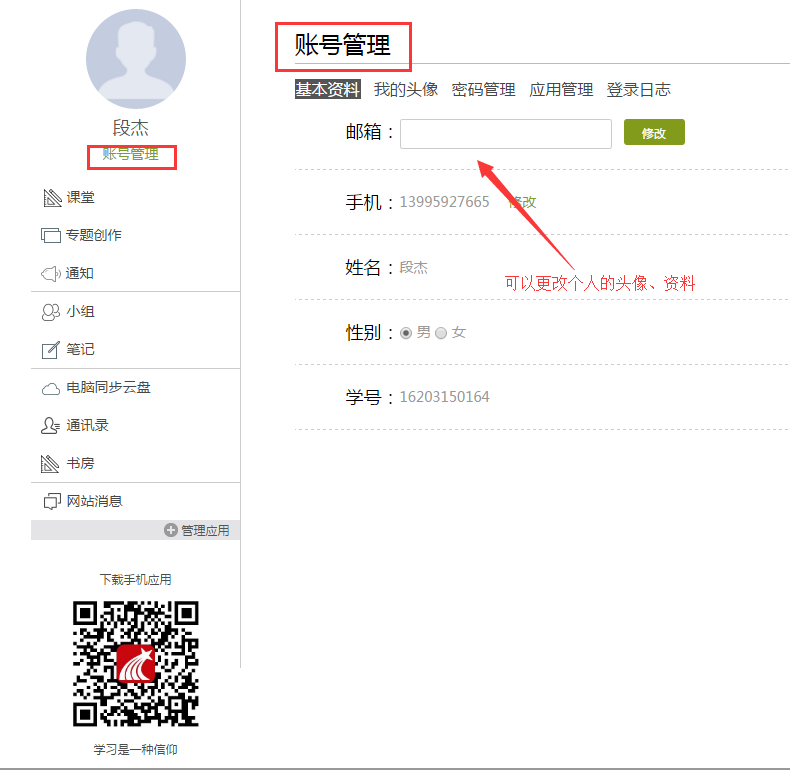 段杰
账号管理
课堂
专题创作
通知
小组
笔记
电脑同步云盘
通讯录
书房
网站消息
管理应用
下载手机应用
学习是一种信仰
账号管理
基本资料 我的头像 密码管理 应用管理 登录日志
邮箱： 修改
手机：13995927665 修改
姓名：段杰
可以更改个人的头像、资料
性别：男 女
学号：16203150164